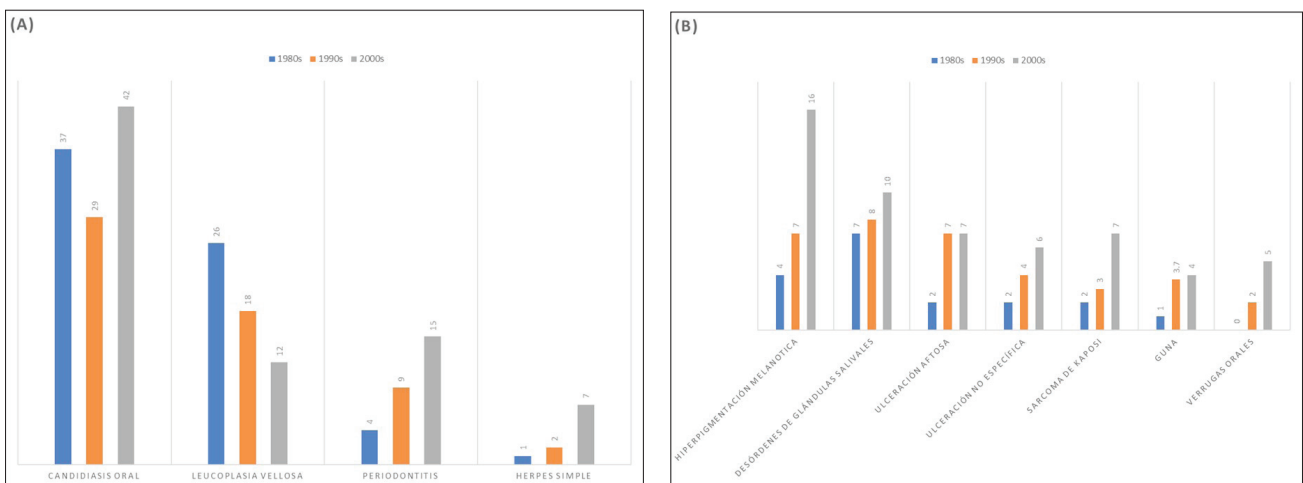 (A)
1980s 1990s 2000s
37
29
42
26
18
12
4
9
15
1
2
7
CANDIDIASIS ORAL
LEUCOPLASIA VELLOSA
PERIODONTITIS
HERPES SIMPLE
(B)
1980s 1990s 2000s
4
7
16
7
8
10
2
7
7
2
4
6
2
3
7
1
3.7
4
0
2
5
HIPERPIGMENTACIÓN MELANOTICA
DESÓRDENES DE GLÁNDULAS SALIVALES
ULCERACIÓN AFTOSA
ULCERACIÓN NO ESPECÍFICA
SARCOMA DE KAPOSI
GUNA
VERRUGAS ORALES